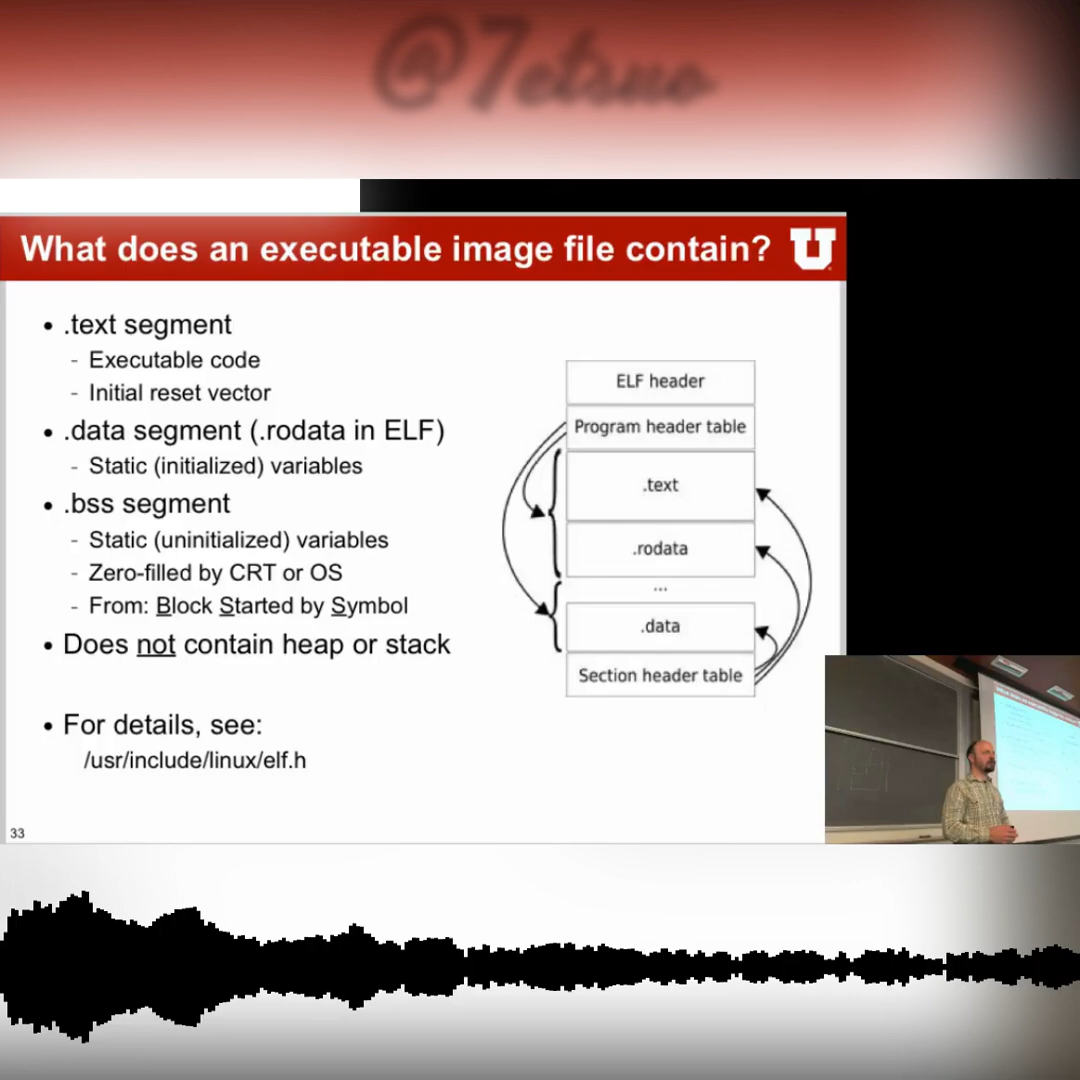 @7etsuo
What does an executable image file contain?
U
• .text segment
- Executable code
- Initial reset vector
• .data segment (.rodata in ELF)
- Static (initialized) variables
• .bss segment
- Static (uninitialized) variables
- Zero-filled by CRT or OS
- From: Block Started by Symbol
• Does not contain heap or stack
• For details, see:
/usr/include/linux/elf.h
33
ELF header
Program header table
.text
.rodata
...
.data
Section header table